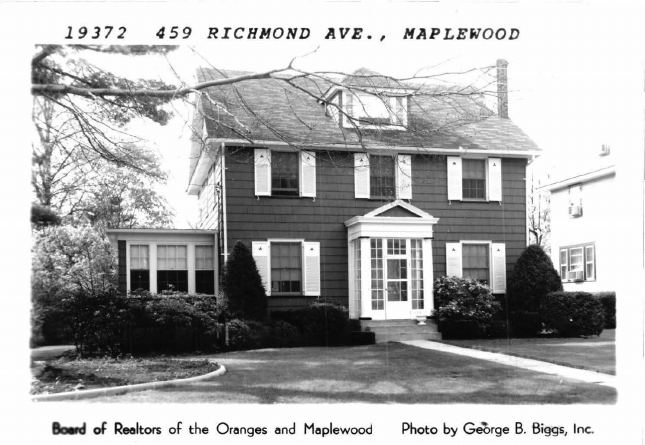 19372 459 RICHMOND AVE., MAPLEWOOD
Board of Realtors of the Oranges and Maplewood Photo by George B. Biggs, Inc.